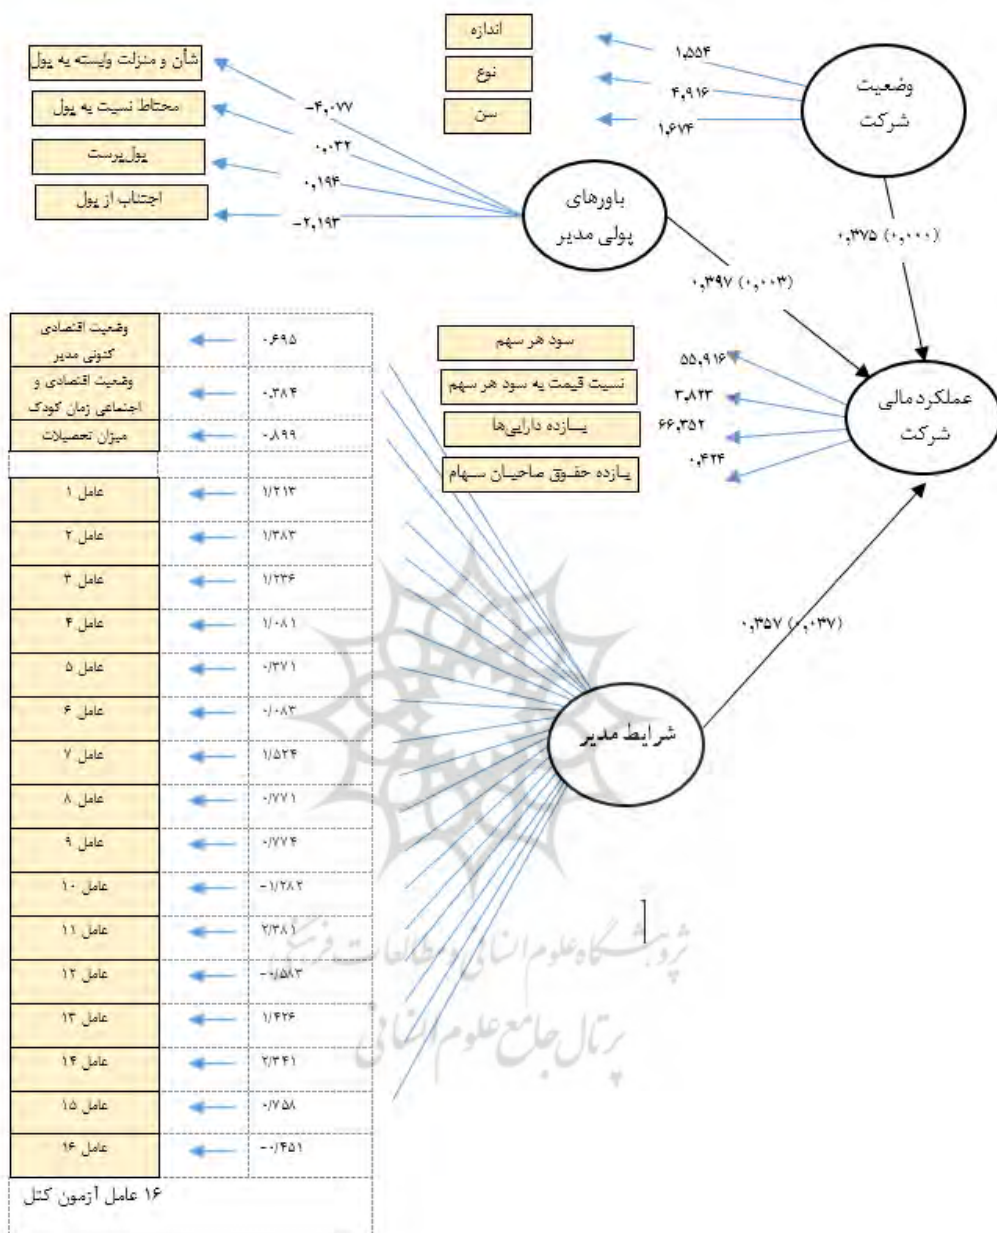 اندازه
نوع
سن
۱,۵۵۴
۴,۹۱۶
۱,۶۷۴
وضعیت
شرکت
شأن و منزلت وابسته به پول
محتاط نسبت به پول
پول‌پرست
اجتناب از پول
-۴,۰۷۷
۰,۰۳۲
۰,۱۹۴
-۲,۱۹۳
باورهای
پولی مدیر
۰,۳۷۵ (۰,۰۰۰)
۰,۳۹۷ (۰,۰۰۳)
سود هر سهم
نسبت قیمت به سود هر سهم
بازده دارایی‌ها
بازده حقوق صاحبان سهام
۵۵,۹۱۶
۳,۸۲۳
۶۶,۳۵۲
۰,۴۲۴
عملکرد مالی
شرکت
۰,۳۵۷ (۰,۰۳۷)
شرایط مدیر
وضعیت اقتصادی
کنونی مدیر
۰.۶۹۵
وضعیت اقتصادی و
اجتماعی زمان کودک
۰.۳۸۴
میزان تحصیلات
۰.۸۹۹
عامل ۱
۱/۲۱۳
عامل ۲
۱/۳۸۳
عامل ۳
۱/۲۳۶
عامل ۴
۱/۰۸۱
عامل ۵
۰/۳۷۱
عامل ۶
۰/۰۸۳
عامل ۷
۱/۵۲۴
عامل ۸
۰/۷۷۱
عامل ۹
۰/۷۷۴
عامل ۱۰
-۱/۲۸۲
عامل ۱۱
۲/۳۸۱
عامل ۱۲
-۰/۵۸۳
عامل ۱۳
۱/۴۲۶
عامل ۱۴
۲/۳۴۱
عامل ۱۵
۰/۷۵۸
عامل ۱۶
-۰/۴۵۱
۱۶ عامل آزمون کتل
پژوهشگاه علوم انسانی و مطالعات فرهنگی
پرتال جامع علوم انسانی